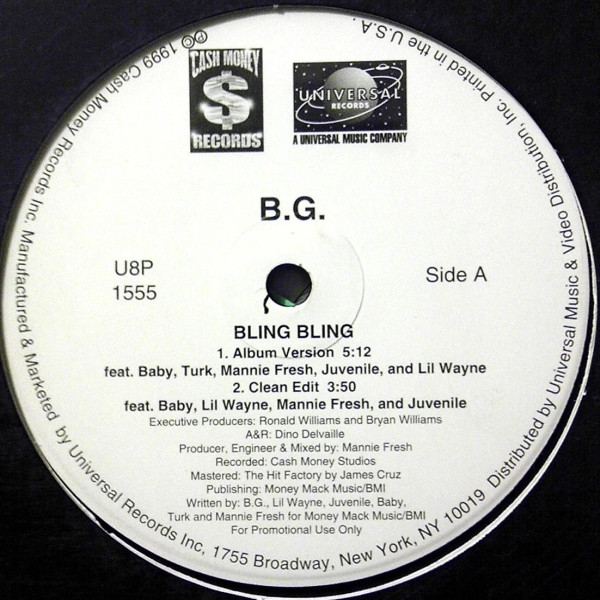 CASH MONEY
$
RECORDS
UNIVERSAL
RECORDS
A UNIVERSAL MUSIC COMPANY
B.G.
U8P
1555
Side A
BLING BLING
1. Album Version 5:12
feat. Baby, Turk, Mannie Fresh, Juvenile, and Lil Wayne
2. Clean Edit 3:50
feat. Baby, Lil Wayne, Mannie Fresh, and Juvenile
Executive Producers: Ronald Williams and Bryan Williams
A&R: Dino Delvaille
Producer, Engineer & Mixed by: Mannie Fresh
Recorded: Cash Money Studios
Mastered: The Hit Factory by James Cruz
Publishing: Money Mack Music/BMI
Written by: B.G., Lil Wayne, Juvenile, Baby,
Turk and Mannie Fresh for Money Mack Music/BMI
For Promotional Use Only
℗© 1999 Cash Money Records Inc. Manufactured & Marketed by Universal Records Inc, 1755 Broadway, New York, NY 10019 Distributed by Universal Music & Video Distribution, Inc. Printed in the U.S.A.